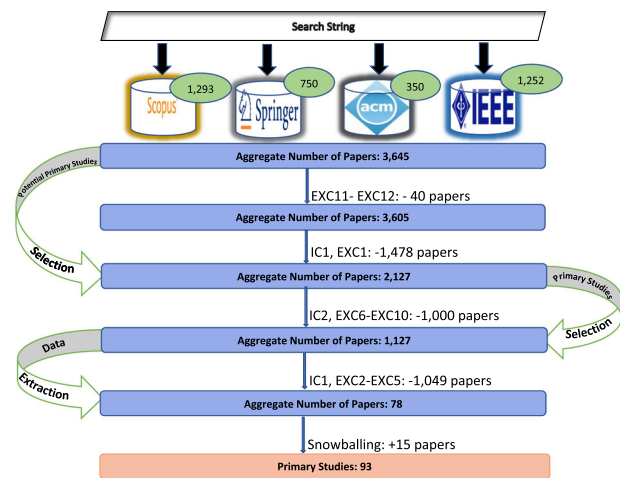 Search String
1,293
750
350
1,252
Scopus
Springer
acm
IEEE
Aggregate Number of Papers: 3,645
Potential Primary Studies
EXC11- EXC12: - 40 papers
Aggregate Number of Papers: 3,605
Selection
IC1, EXC1: -1,478 papers
Aggregate Number of Papers: 2,127
Primary Studies
IC2, EXC6-EXC10: -1,000 papers
Selection
Aggregate Number of Papers: 1,127
Data
IC1, EXC2-EXC5: -1,049 papers
Extraction
Aggregate Number of Papers: 78
Snowballing: +15 papers
Primary Studies: 93